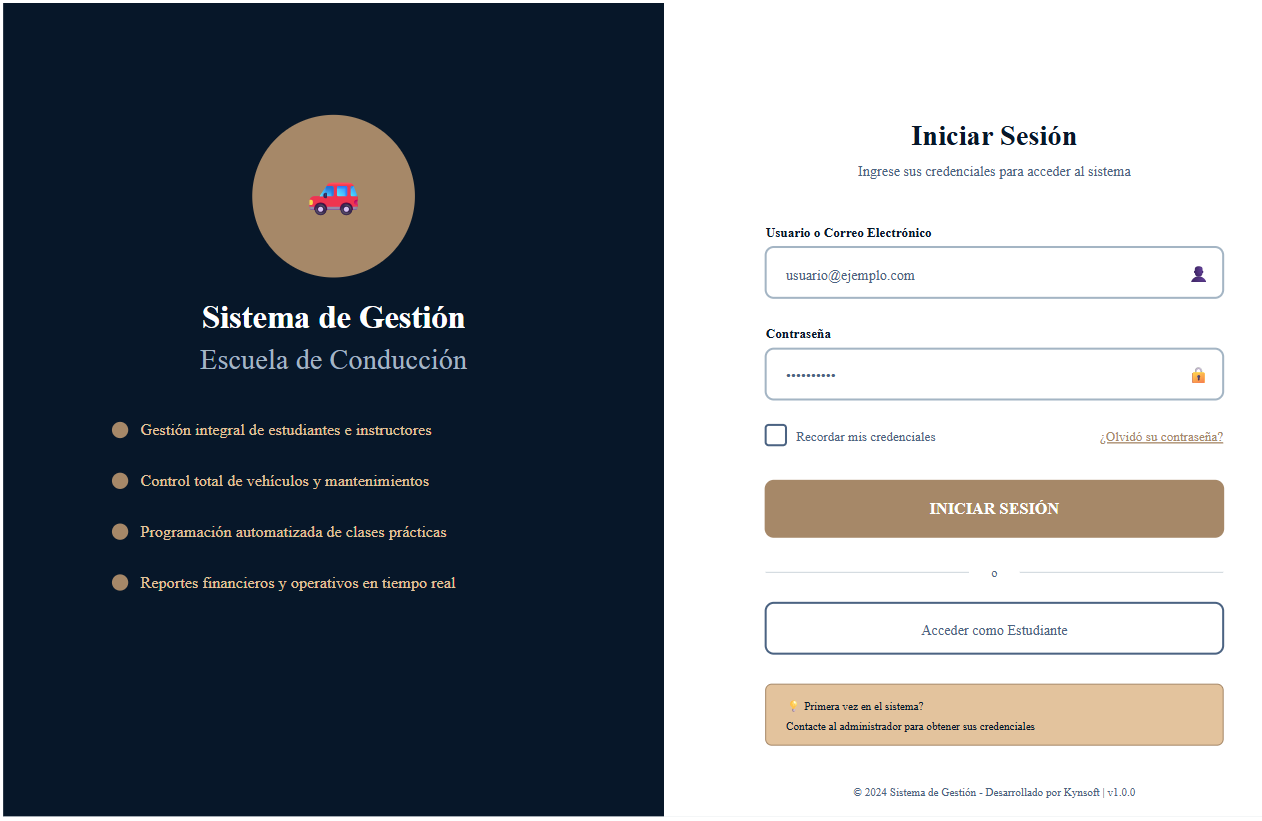 Sistema de Gestión
Escuela de Conducción
Gestión integral de estudiantes e instructores
Control total de vehículos y mantenimientos
Programación automatizada de clases prácticas
Reportes financieros y operativos en tiempo real
Iniciar Sesión
Ingrese sus credenciales para acceder al sistema
Usuario o Correo Electrónico
usuario@ejemplo.com
Contraseña
••••••••••
Recordar mis credenciales
¿Olvidó su contraseña?
INICIAR SESIÓN
o
Acceder como Estudiante
💡 Primera vez en el sistema?
Contacte al administrador para obtener sus credenciales
© 2024 Sistema de Gestión - Desarrollado por Kynsoft | v1.0.0